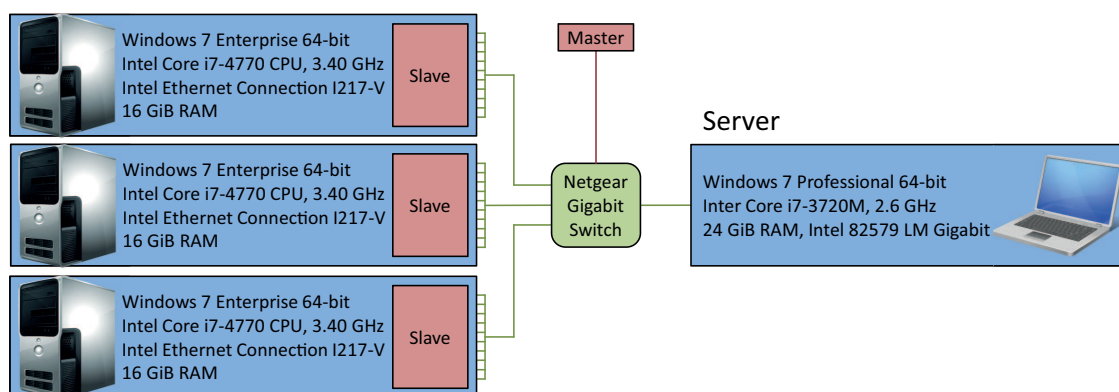 Windows 7 Enterprise 64-bit
Intel Core i7-4770 CPU, 3.40 GHz
Intel Ethernet Connection I217-V
16 GiB RAM
Slave
Windows 7 Enterprise 64-bit
Intel Core i7-4770 CPU, 3.40 GHz
Intel Ethernet Connection I217-V
16 GiB RAM
Slave
Windows 7 Enterprise 64-bit
Intel Core i7-4770 CPU, 3.40 GHz
Intel Ethernet Connection I217-V
16 GiB RAM
Slave
Master
Netgear
Gigabit
Switch
Server
Windows 7 Professional 64-bit
Inter Core i7-3720M, 2.6 GHz
24 GiB RAM, Intel 82579 LM Gigabit